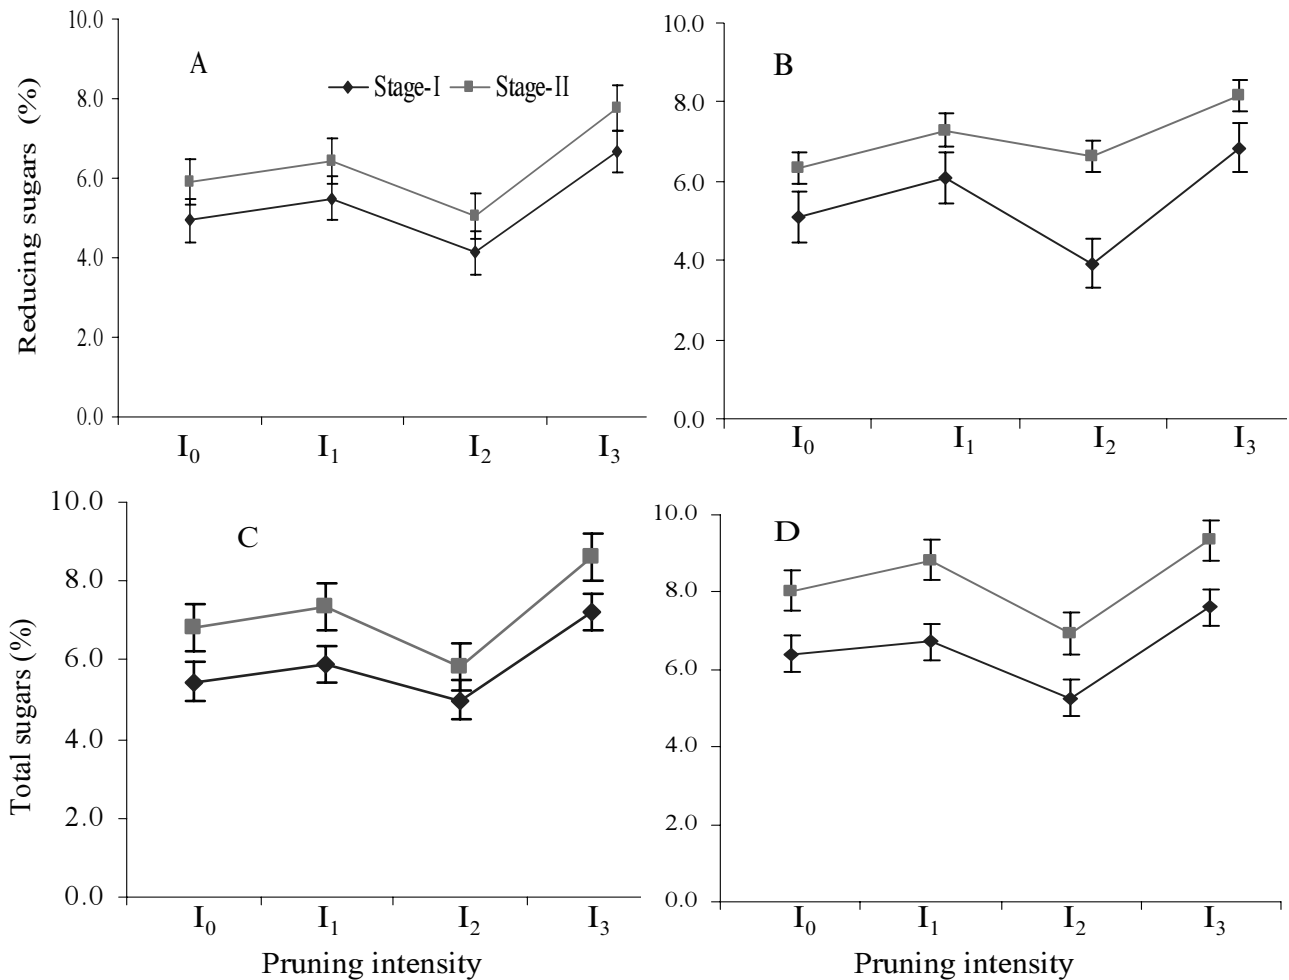 10.0
8.0
6.0
4.0
2.0
0.0
Reducing sugars (%)
A
Stage-I
Stage-II
I0
I1
I2
I3
10.0
8.0
6.0
4.0
2.0
0.0
B
I0
I1
I2
I3
10.0
8.0
6.0
4.0
2.0
0.0
Total sugars (%)
C
I0
I1
I2
I3
Pruning intensity
10.0
8.0
6.0
4.0
2.0
0.0
D
I0
I1
I2
I3
Pruning intensity